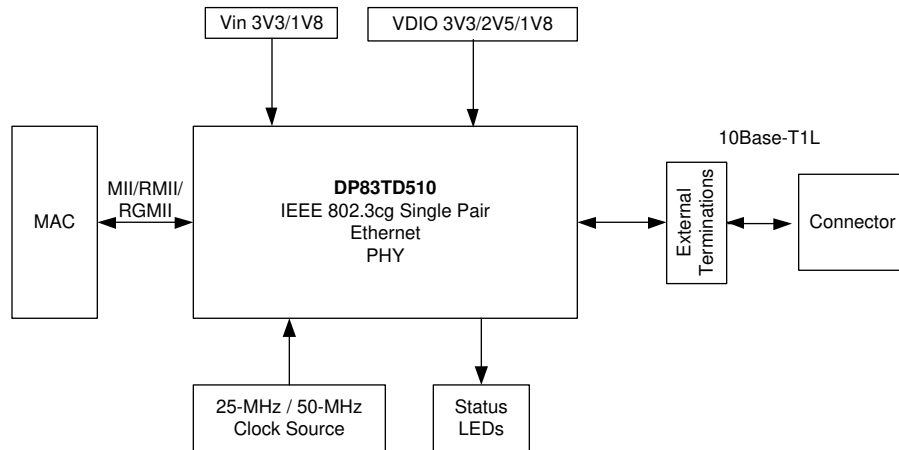 Vin 3V3/1V8
VDIO 3V3/2V5/1V8
10Base-T1L
MAC
MII/RMII/
RGMII
DP83TD510
IEEE 802.3cg Single Pair
Ethernet
PHY
External
Terminations
Connector
25-MHz / 50-MHz
Clock Source
Status
LEDs